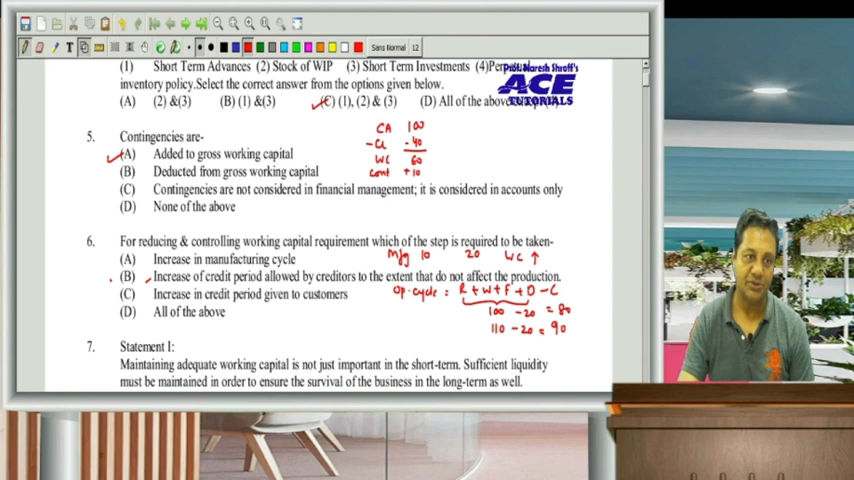 Sans Normal 12
(1) Short Term Advances (2) Stock of WIP (3) Short Term Investments (4)Perpetual
inventory policy.Select the correct answer from the options given below.
(A) (2) &(3) (B) (1) &(3) (C) (1), (2) & (3) (D) All of the above
Prof. Naresh Shroff's
ACE
TUTORIALS
5. Contingencies are-
(A) Added to gross working capital
(B) Deducted from gross working capital
(C) Contingencies are not considered in financial management; it is considered in accounts only
(D) None of the above
CA 100
- CL - 40
WC 60
cont + 10
6. For reducing & controlling working capital requirement which of the step is required to be taken-
(A) Increase in manufacturing cycle
Mfg 10 20 WC ↑
(B) Increase of credit period allowed by creditors to the extent that do not affect the production.
(C) Increase in credit period given to customers
Op. cycle = R + W + F + D - C
(D) All of the above
100 - 20 = 80
110 - 20 = 90
7. Statement I:
Maintaining adequate working capital is not just important in the short-term. Sufficient liquidity
must be maintained in order to ensure the survival of the business in the long-term as well.